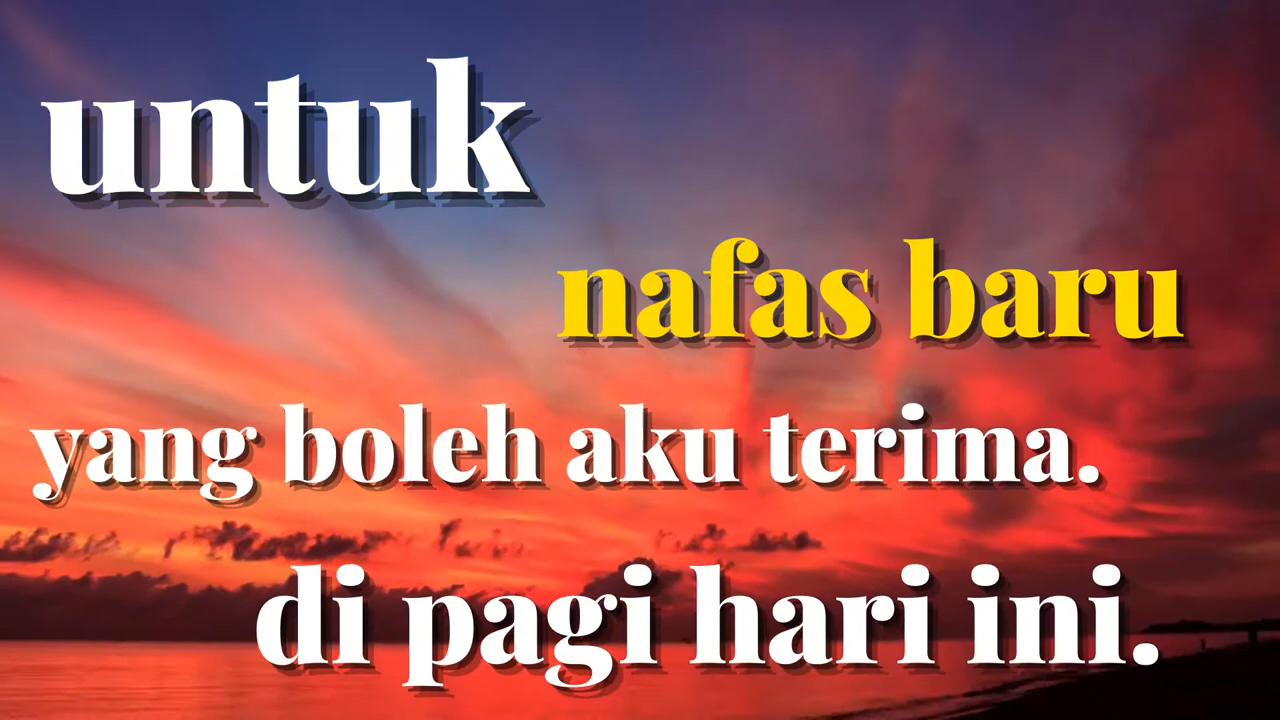 untuk
nafas baru
yang boleh aku terima.
di pagi hari ini.